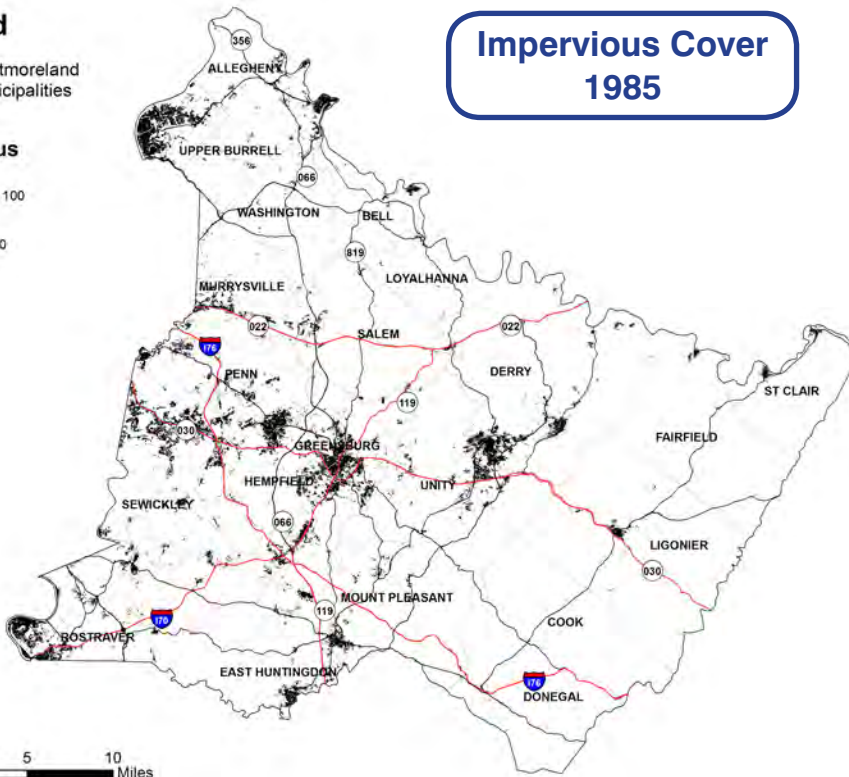 Impervious Cover
1985
d
tmoreland
cipalities
us
100
0
356
ALLEGHENY
UPPER BURRELL
066
WASHINGTON
BELL
819
LOYALHANNA
MURRYSVILLE
022
SALEM
022
I76
PENN
DERRY
ST CLAIR
119
030
FAIRFIELD
GREENSBURG
HEMPFIELD
UNITY
SEWICKLEY
066
LIGONIER
030
MOUNT PLEASANT
119
I70
COOK
ROSTRAVER
EAST HUNTINGDON
I76
DONEGAL
5 10
Miles